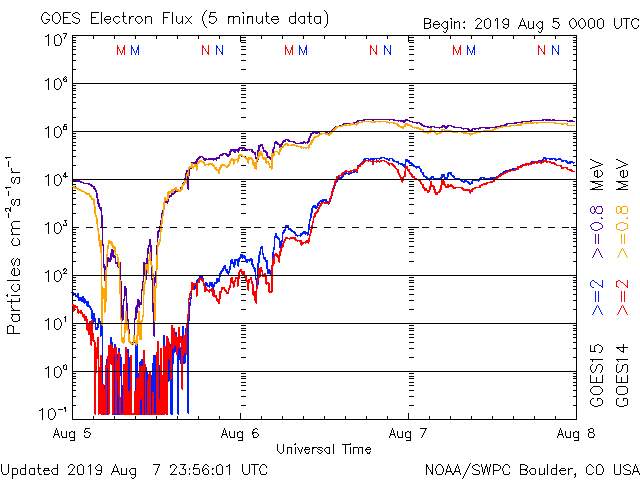 GOES Electron Flux (5 minute data)
Begin: 2019 Aug 5 0000 UTC
10⁷
M M N N M M N N M M N N
10⁶
10⁵
10⁴
10³
10²
10¹
10⁰
10⁻¹
Particles cm⁻²s⁻¹sr⁻¹
Aug 5 Aug 6 Aug 7 Aug 8
Universal Time
GOES15 >=2 >=0.8 MeV
GOES14 >=2 >=0.8 MeV
Updated 2019 Aug 7 23:56:01 UTC
NOAA/SWPC Boulder, CO USA